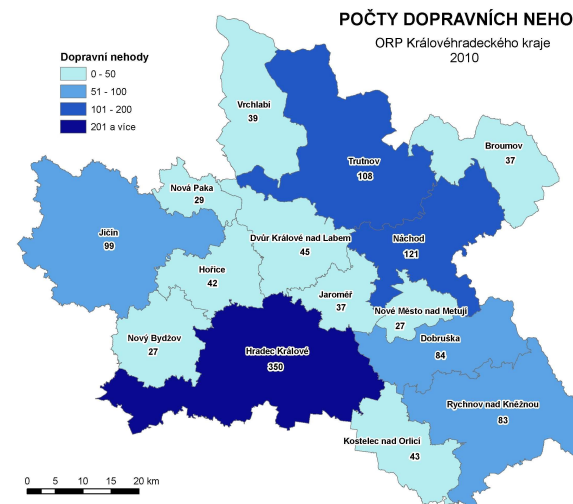 POČTY DOPRAVNÍCH NEHO
ORP Královéhradeckého kraje
2010
Dopravní nehody
0 - 50
51 - 100
101 - 200
201 a více
Vrchlabí
39
Trutnov
108
Broumov
37
Nová Paka
29
Jičín
99
Dvůr Králové nad Labem
45
Náchod
121
Hořice
42
Jaroměř
37
Nové Město nad Metují
27
Nový Bydžov
27
Hradec Králové
350
Dobruška
84
Rychnov nad Kněžnou
83
Kostelec nad Orlicí
43
0 5 10 15 20 km